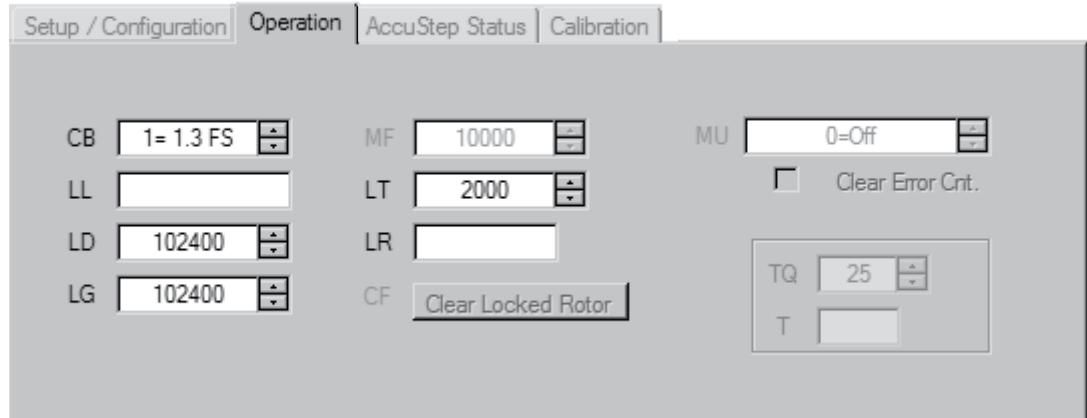 Setup / Configuration Operation AccuStep Status Calibration
CB 1= 1.3 FS MF 10000 MU 0=Off
LL LT 2000 Clear Error Cnt.
LD 102400 LR TQ 25
LG 102400 CF Clear Locked Rotor T